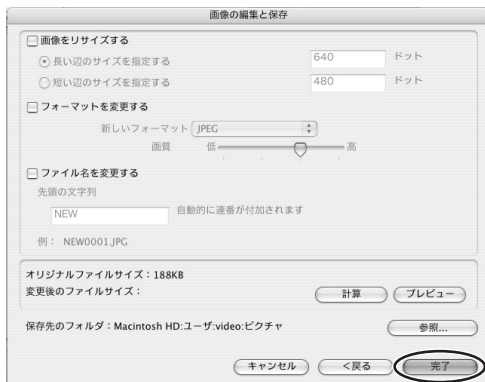 画像の編集と保存
画像をリサイズする
長い辺のサイズを指定する 640 ドット
短い辺のサイズを指定する 480 ドット
フォーマットを変更する
新しいフォーマット JPEG
画質 低 高
ファイル名を変更する
先頭の文字列
NEW 自動的に連番が付加されます
例： NEW0001.JPG
オリジナルファイルサイズ：188KB
変更後のファイルサイズ： 計算 プレビュー
保存先のフォルダ：Macintosh HD:ユーザ:video:ピクチャ 参照...
キャンセル <戻る 完了